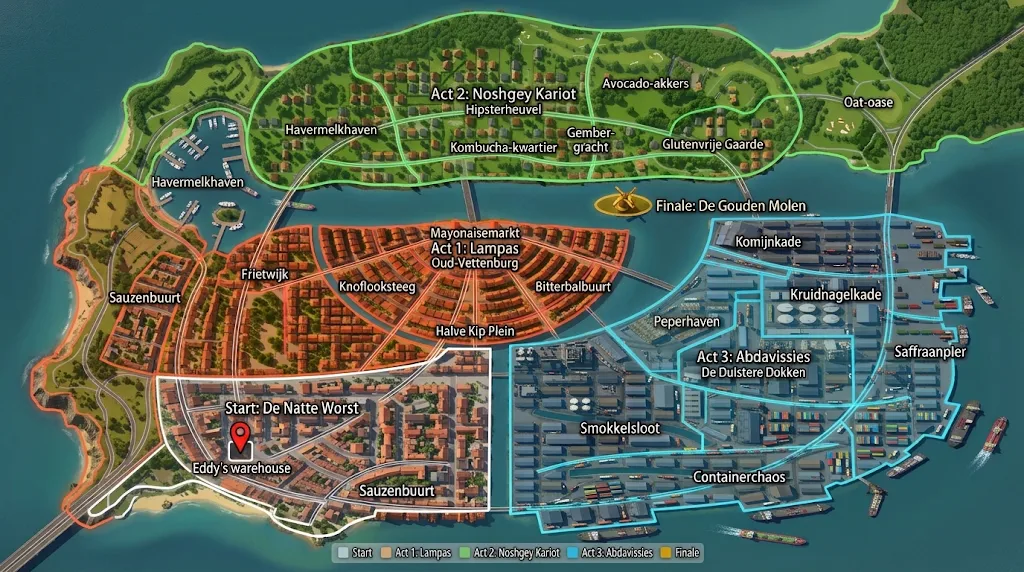 Act 2: Noshgey Kariot
Hipsterheuvel
Avocado-akkers
Oat-oase
Havermelkhaven
Kombucha-kwartier
Gember-
gracht
Glutenvrije Gaarde
Havermelkhaven
Finale: De Gouden Molen
Mayonaisemarkt
Act 1: Lampas
Oud-Vettenburg
Komijnkade
Frietwijk
Knoflooksteeg
Bitterbalbuurt
Sauzenbuurt
Kruidnagelkade
Peperhaven
Halve Kip Plein
Saffraanpier
Act 3: Abdavissies
De Duistere Dokken
Start: De Natte Worst
Smokkelsloot
Eddy's warehouse
Sauzenbuurt
Containerchaos
Start
Act 1: Lampas
Act 2: Noshgey Kariot
Act 3: Abdavissies
Finale